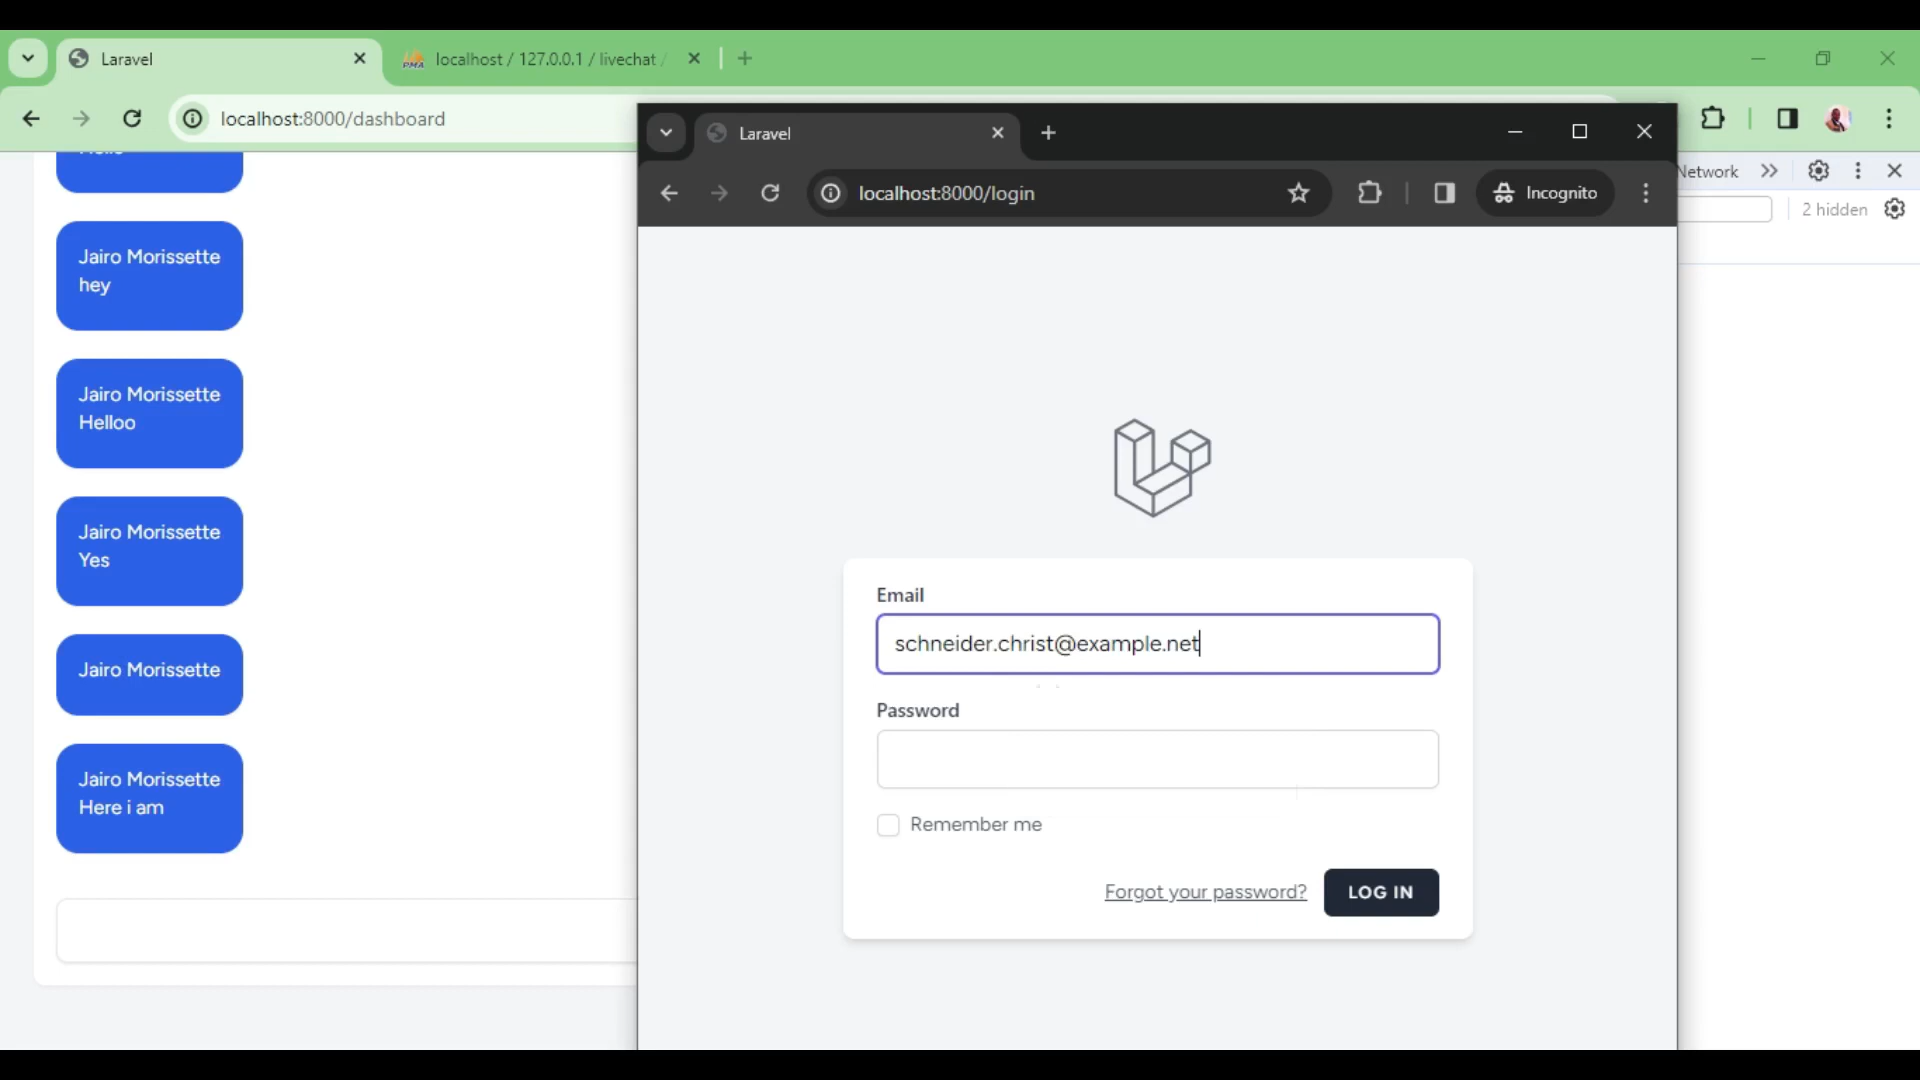 Laravel
localhost / 127.0.0.1 / livechat /
localhost:8000/dashboard
Laravel
localhost:8000/login
Incognito
Network
2 hidden
Jairo Morissette
hey
Jairo Morissette
Helloo
Jairo Morissette
Yes
Jairo Morissette
Jairo Morissette
Here i am
Email
schneider.christ@example.net
Password
Remember me
Forgot your password?
LOG IN